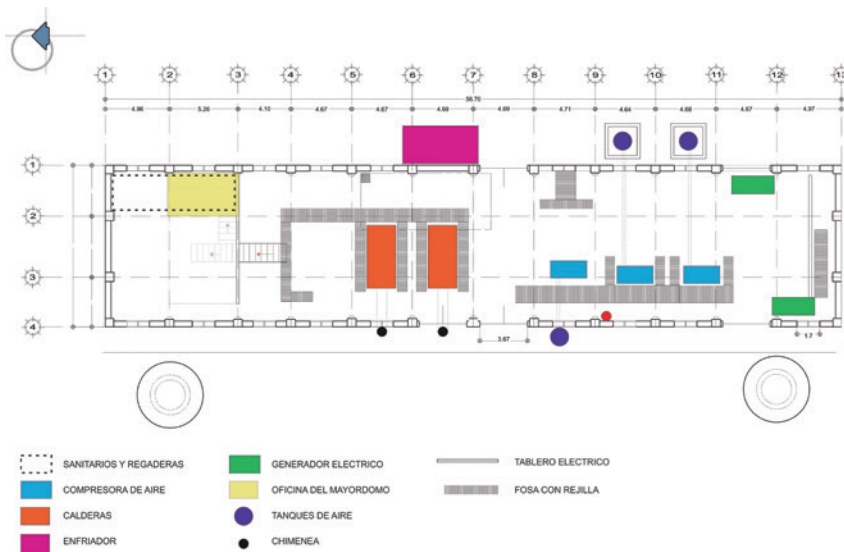 1 2 3 4 5 6 7 8 9 10 11 12 13
56.70
4.96 5.26 4.10 4.67 4.67 4.68 4.69 4.71 4.64 4.68 4.67 4.97
1
2
3
4
3.67
1.7
SANITARIOS Y REGADERAS
COMPRESORA DE AIRE
CALDERAS
ENFRIADOR
GENERADOR ELECTRICO
OFICINA DEL MAYORDOMO
TANQUES DE AIRE
CHIMENEA
TABLERO ELECTRICO
FOSA CON REJILLA